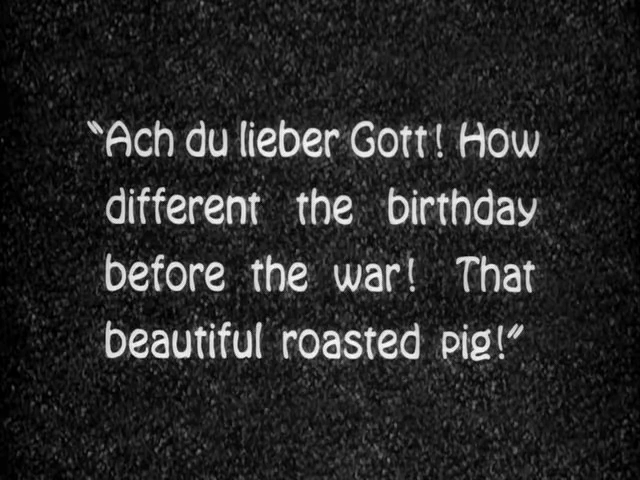 “Ach du lieber Gott! How
different the birthday
before the war! That
beautiful roasted pig!”